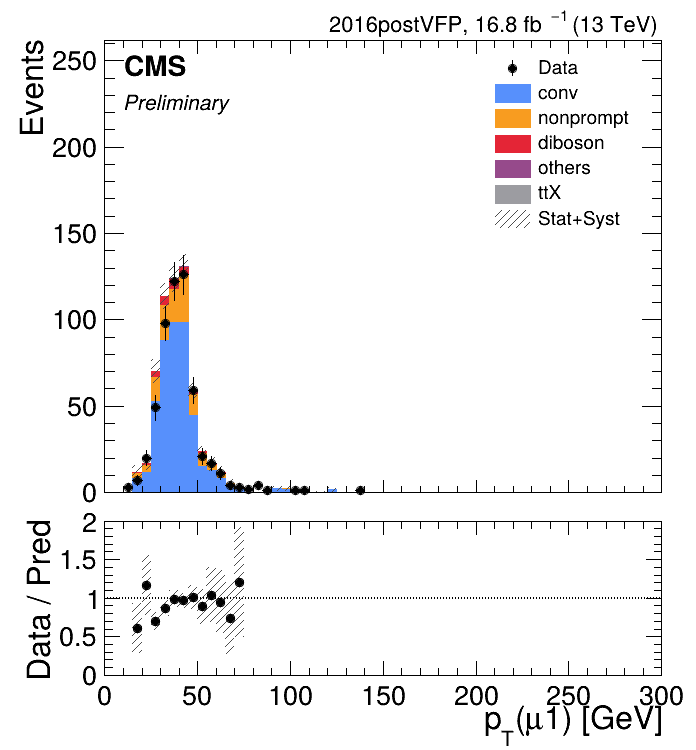 2016postVFP, 16.8 fb ⁻¹ (13 TeV)
Events
CMS
Preliminary
Data
conv
nonprompt
diboson
others
ttX
Stat+Syst
250
200
150
100
50
0
Data / Pred
2
1.5
1
0.5
0
0 50 100 150 200 250 300
p_T(μ1) [GeV]